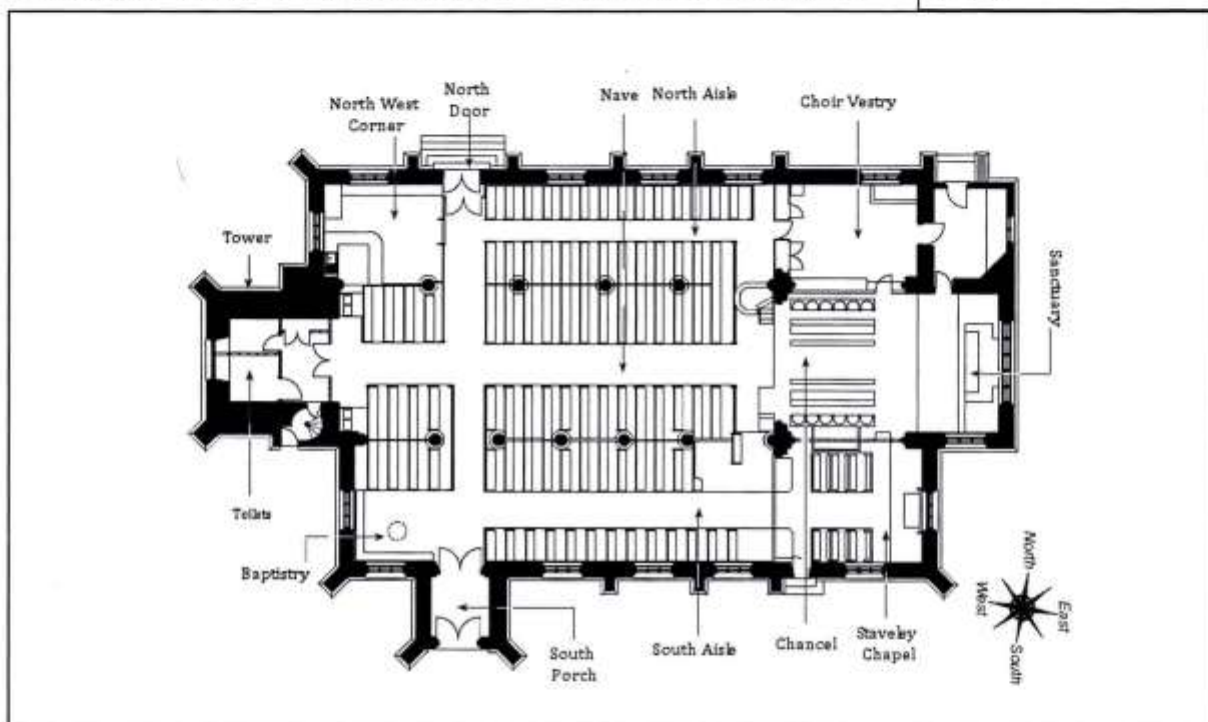 North West
Corner
North
Door
Nave
North Aisle
Choir Vestry
Tower
Sanctuary
Toilets
Baptistry
South
Porch
South Aisle
Chancel
Staveley
Chapel
North
East
South
West